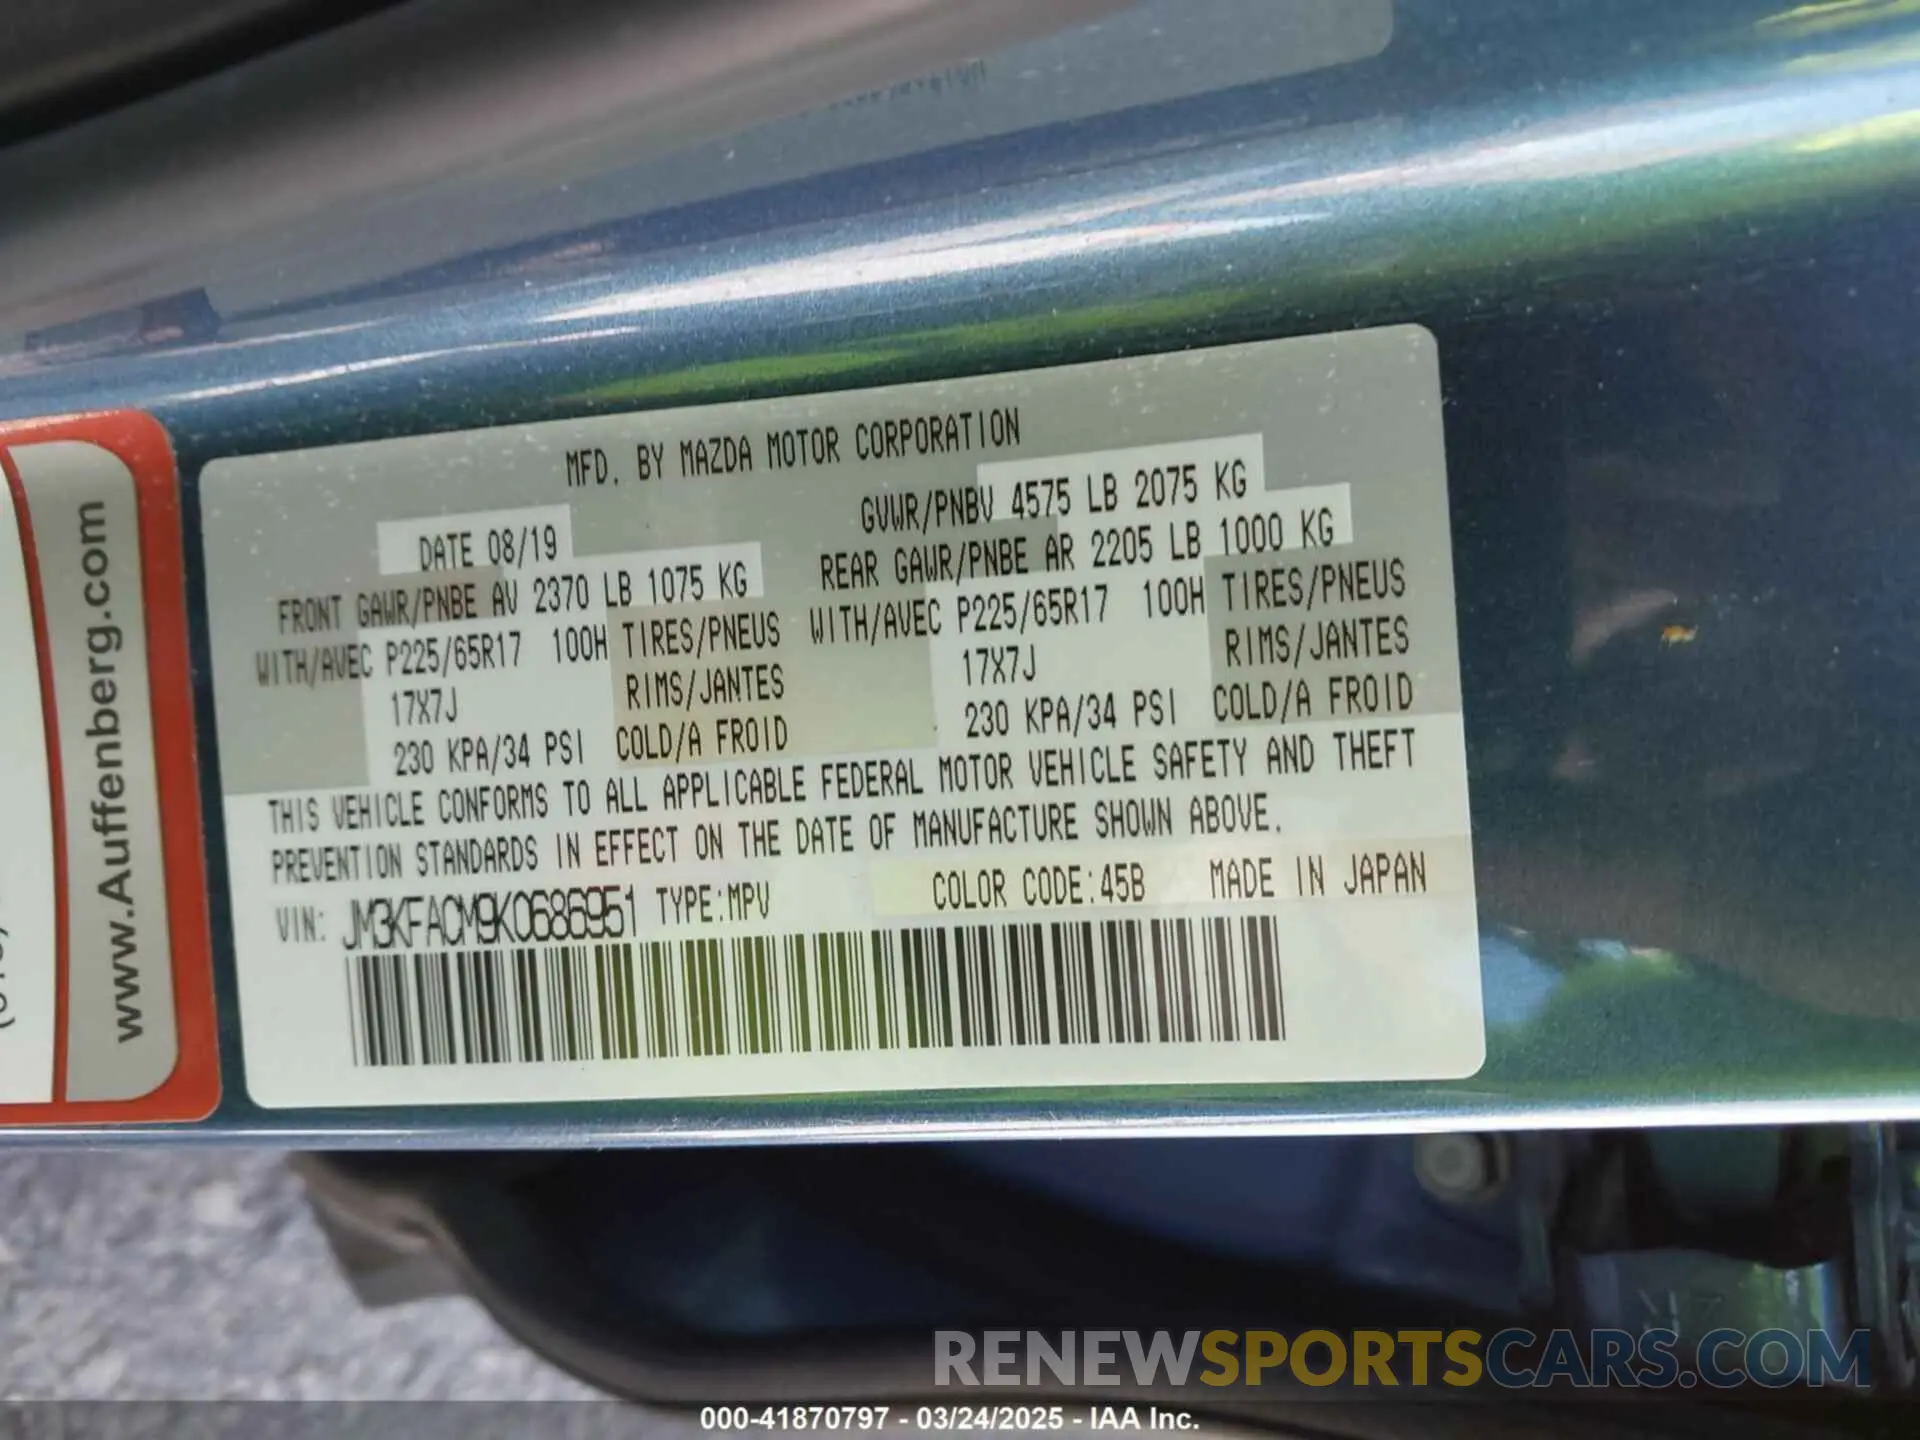 MFD. BY MAZDA MOTOR CORPORATION
DATE 08/19
GVWR/PNBV 4575 LB 2075 KG
FRONT GAWR/PNBE AV 2370 LB 1075 KG
REAR GAWR/PNBE AR 2205 LB 1000 KG
WITH/AVEC P225/65R17 100H TIRES/PNEUS
WITH/AVEC P225/65R17 100H TIRES/PNEUS
17X7J RIMS/JANTES
17X7J RIMS/JANTES
230 KPA/34 PSI COLD/A FROID
230 KPA/34 PSI COLD/A FROID
THIS VEHICLE CONFORMS TO ALL APPLICABLE FEDERAL MOTOR VEHICLE SAFETY AND THEFT
PREVENTION STANDARDS IN EFFECT ON THE DATE OF MANUFACTURE SHOWN ABOVE.
VIN: JM3KFACM9K0686951 TYPE:MPV COLOR CODE:45B MADE IN JAPAN
www.Auffenberg.com
RENEWSPORTSCARS.COM
000-41870797 - 03/24/2025 - IAA Inc.